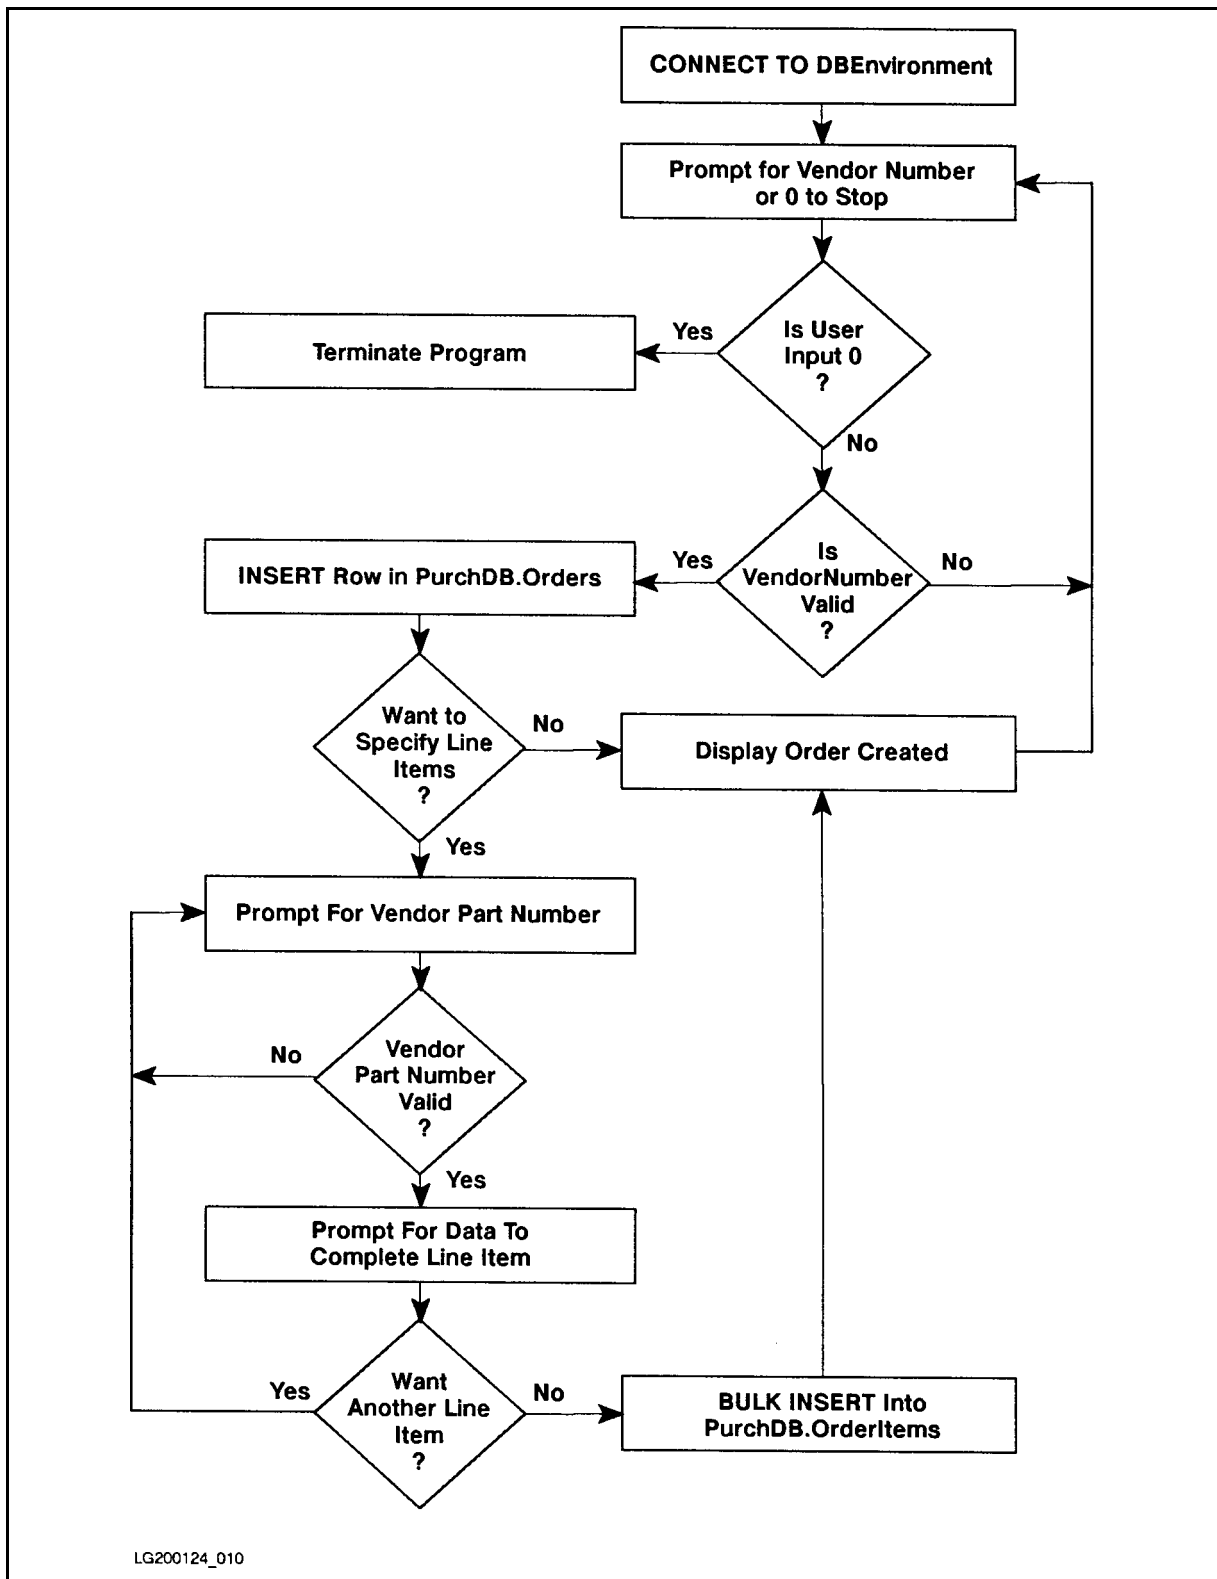 CONNECT TO DBEnvironment
Prompt for Vendor Number
or 0 to Stop
Is User
Input 0
?
Yes
Terminate Program
No
Is
VendorNumber
Valid
?
Yes
No
INSERT Row in PurchDB.Orders
Want to
Specify Line
Items
?
No
Display Order Created
Yes
Prompt For Vendor Part Number
Vendor
Part Number
Valid
?
No
Yes
Prompt For Data To
Complete Line Item
Want
Another Line
Item
?
Yes
No
BULK INSERT Into
PurchDB.OrderItems
LG200124_010